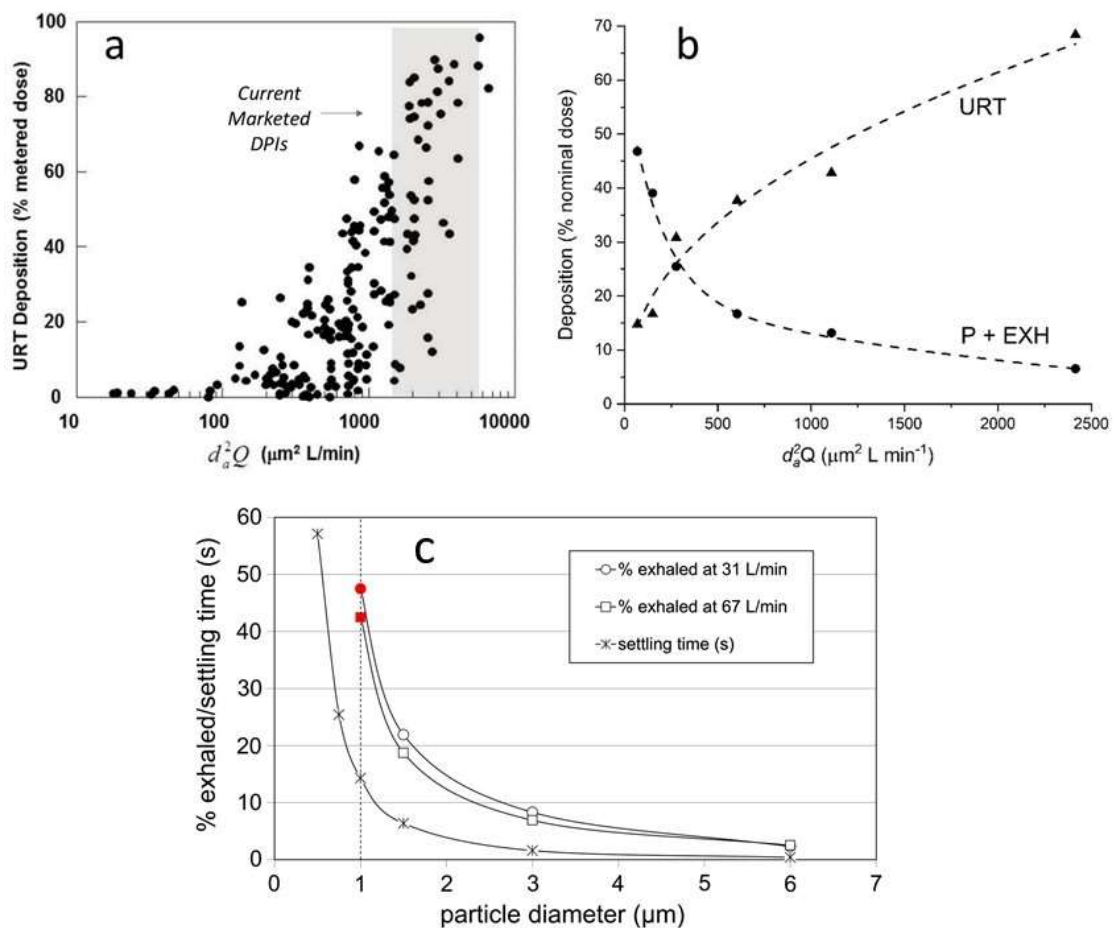 a
100
80
60
40
20
0
URT Deposition (% metered dose)
Current
Marketed
DPIs
10
100
1000
10000
d²ₐQ (µm² L/min)
b
70
60
50
40
30
20
10
0
Deposition (% nominal dose)
URT
P + EXH
0
500
1000
1500
2000
2500
d²ₐQ (µm² L min⁻¹)
c
60
50
40
30
20
10
0
% exhaled/settling time (s)
% exhaled at 31 L/min
% exhaled at 67 L/min
settling time (s)
0
1
2
3
4
5
6
7
particle diameter (µm)